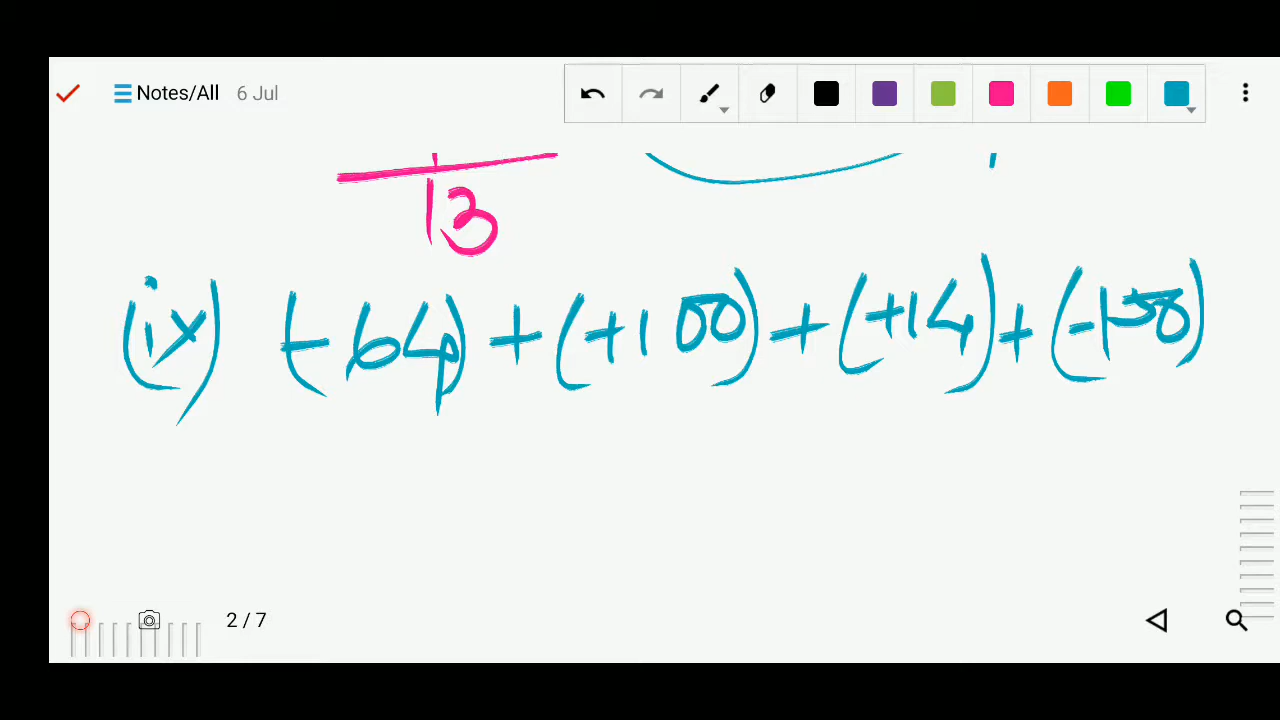 Notes/All 6 Jul
13
(ix) (-64) + (+100) + (+14) + (-150)
2 / 7